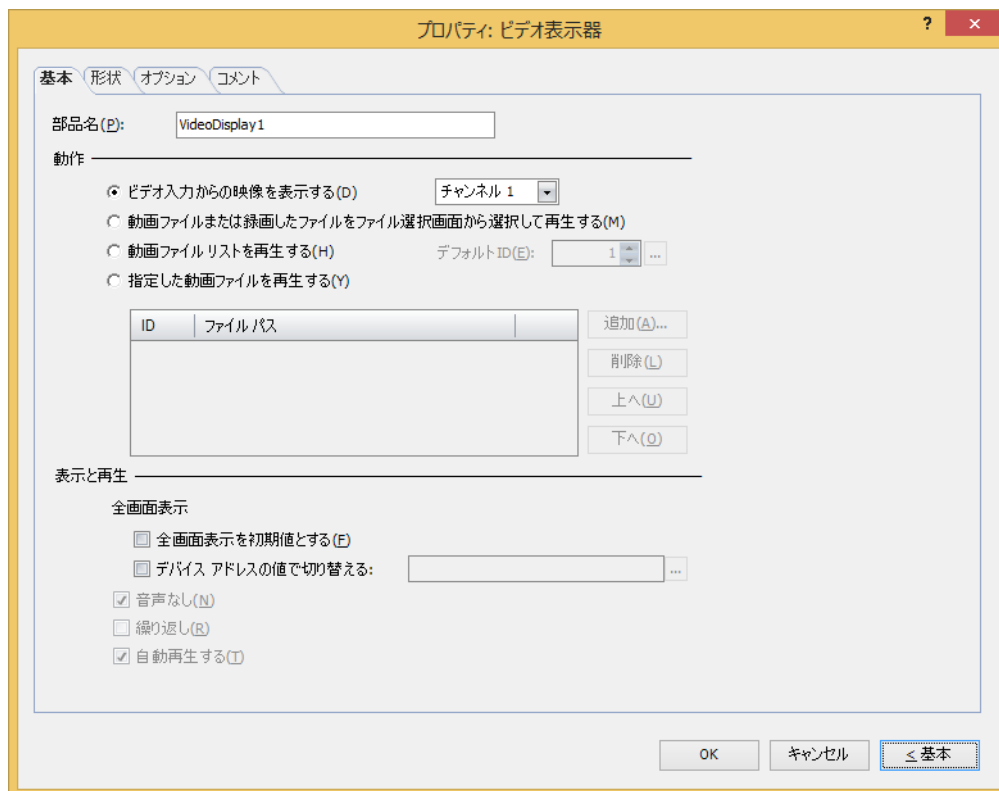 プロパティ: ビデオ表示器
?
×
基本 形状 オプション コメント
部品名(P): VideoDisplay1
動作
ビデオ入力からの映像を表示する(D) チャンネル 1
動画ファイルまたは録画したファイルをファイル選択画面から選択して再生する(M)
動画ファイル リストを再生する(H) デフォルト ID(E): 1 ...
指定した動画ファイルを再生する(Y)
ID ファイル パス
追加(A)...
削除(L)
上へ(U)
下へ(O)
表示と再生
全画面表示
全画面表示を初期値とする(F)
デバイス アドレスの値で切り替える: ...
音声なし(N)
繰り返し(R)
自動再生する(T)
OK キャンセル <基本